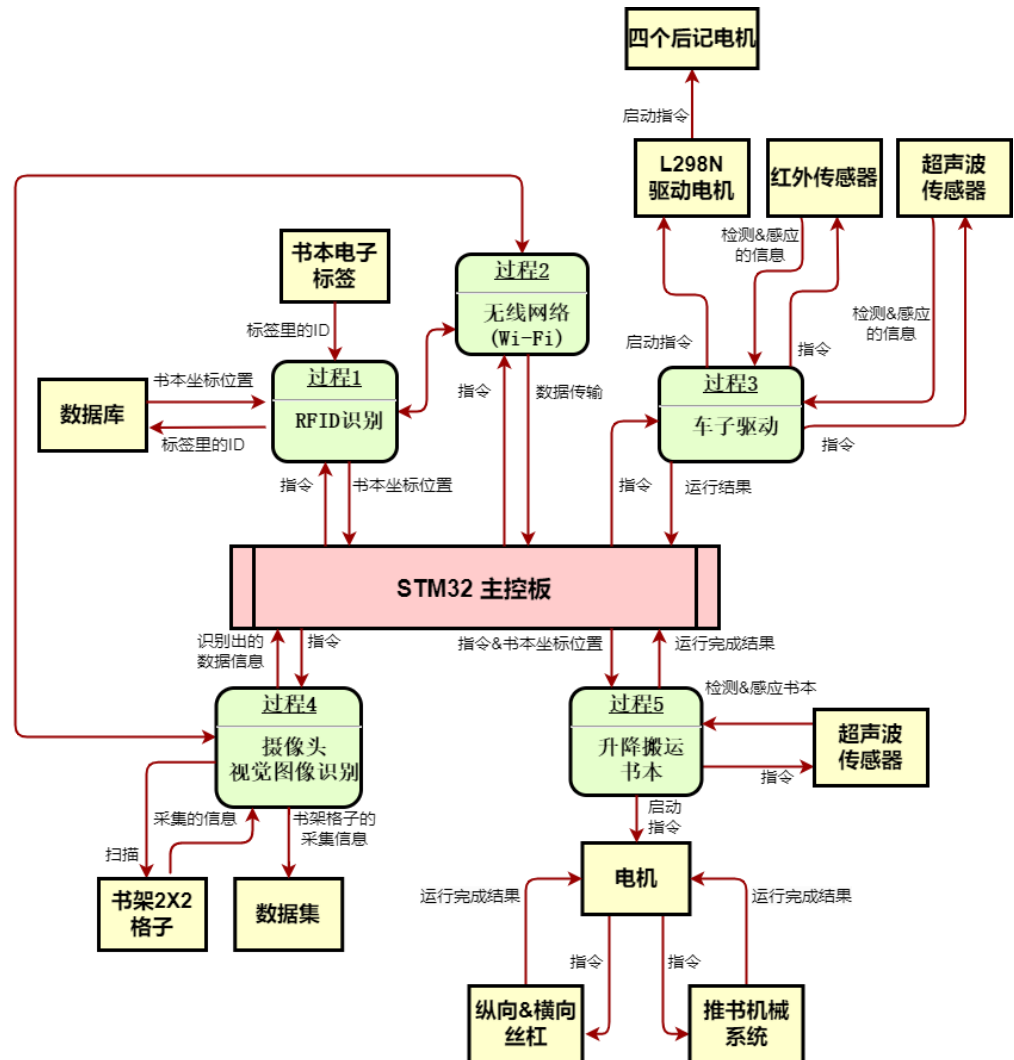 四个后记电机
启动指令
L298N
驱动电机
红外传感器
超声波
传感器
检测&感应
的信息
检测&感应
的信息
书本电子
标签
过程2
无线网络
(Wi-Fi)
标签里的ID
启动指令
指令
过程1
RFID识别
书本坐标位置
数据库
标签里的ID
指令
数据传输
过程3
车子驱动
指令
指令
书本坐标位置
指令
运行结果
STM32 主控板
识别出的
数据信息
指令
指令&书本坐标位置
运行完成结果
过程4
摄像头
视觉图像识别
过程5
升降搬运
书本
检测&感应书本
超声波
传感器
指令
采集的信息
书架格子的
采集信息
启动
指令
扫描
书架2X2
格子
数据集
电机
运行完成结果
运行完成结果
指令
指令
纵向&横向
丝杠
推书机械
系统